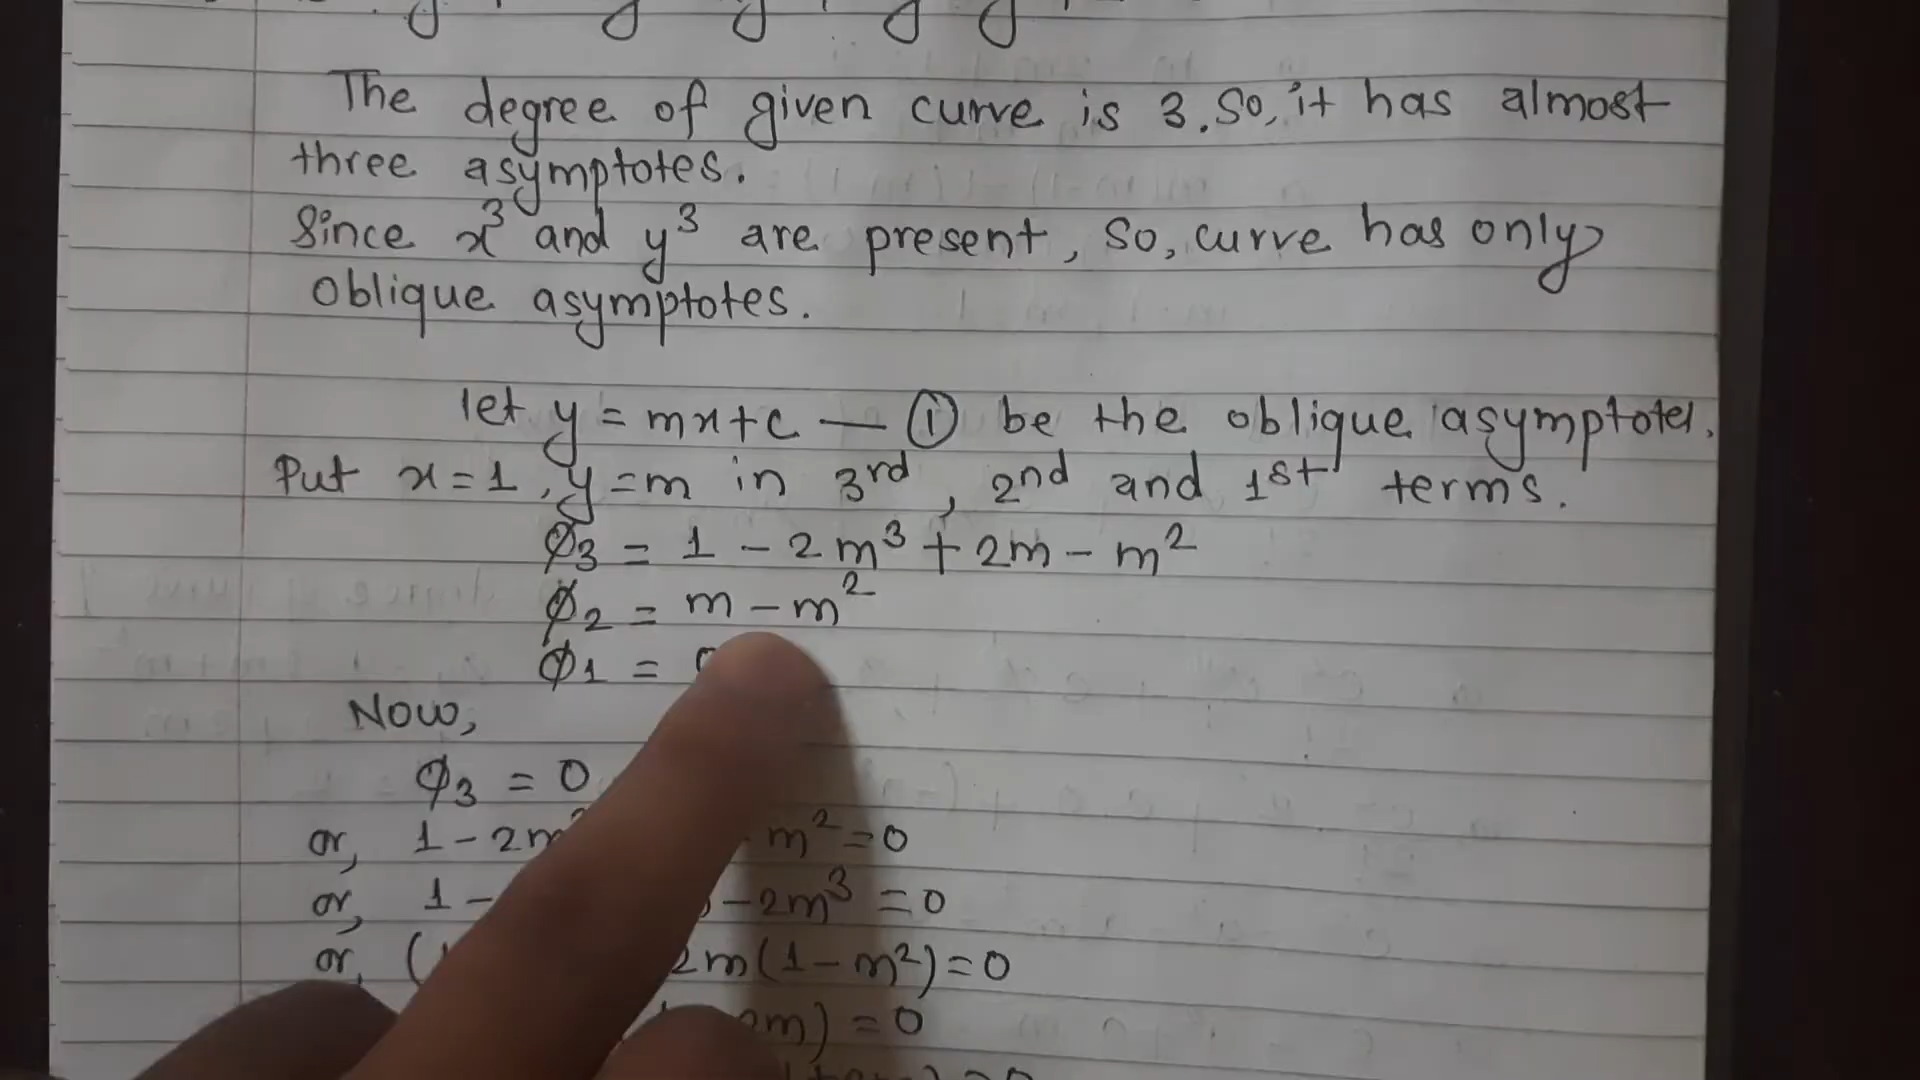 The degree of given curve is 3. So, it has almost
three asymptotes.
Since x³ and y³ are present, so, curve has only
oblique asymptotes.
let y = mx+c — ① be the oblique asymptotes.
Put x=1, y=m in 3rd, 2nd and 1st terms.
φ₃ = 1 - 2m³ + 2m - m²
φ₂ = m - m²
φ₁ =
Now,
φ₃ = 0
or, 1 - 2m m² = 0
or, 1 - - 2m³ = 0
or, ( 2m(1 - m²) = 0
2m) = 0